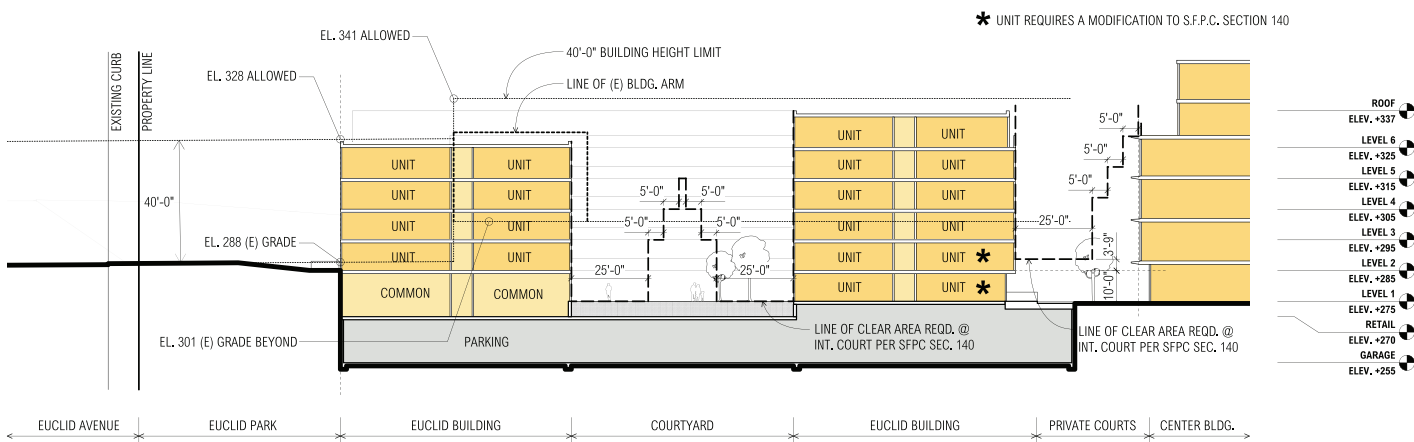 * UNIT REQUIRES A MODIFICATION TO S.F.P.C. SECTION 140
EL. 341 ALLOWED
40'-0" BUILDING HEIGHT LIMIT
EL. 328 ALLOWED
LINE OF (E) BLDG. ARM
EXISTING CURB
PROPERTY LINE
40'-0"
EL. 288 (E) GRADE
EL. 301 (E) GRADE BEYOND
UNIT UNIT
UNIT UNIT
UNIT UNIT
UNIT UNIT
COMMON COMMON
PARKING
5'-0" 5'-0"
5'-0" 5'-0"
25'-0" 25'-0"
UNIT UNIT
UNIT UNIT
UNIT UNIT
UNIT UNIT
UNIT UNIT *
UNIT UNIT *
LINE OF CLEAR AREA REQD. @
INT. COURT PER SFPC SEC. 140
5'-0"
5'-0"
5'-0"
25'-0"
3'-9"
10'-0"
LINE OF CLEAR AREA REQD. @
INT. COURT PER SFPC SEC. 140
ROOF
ELEV. +337
LEVEL 6
ELEV. +325
LEVEL 5
ELEV. +315
LEVEL 4
ELEV. +305
LEVEL 3
ELEV. +295
LEVEL 2
ELEV. +285
LEVEL 1
ELEV. +275
RETAIL
ELEV. +270
GARAGE
ELEV. +255
EUCLID AVENUE EUCLID PARK EUCLID BUILDING COURTYARD EUCLID BUILDING PRIVATE COURTS CENTER BLDG.